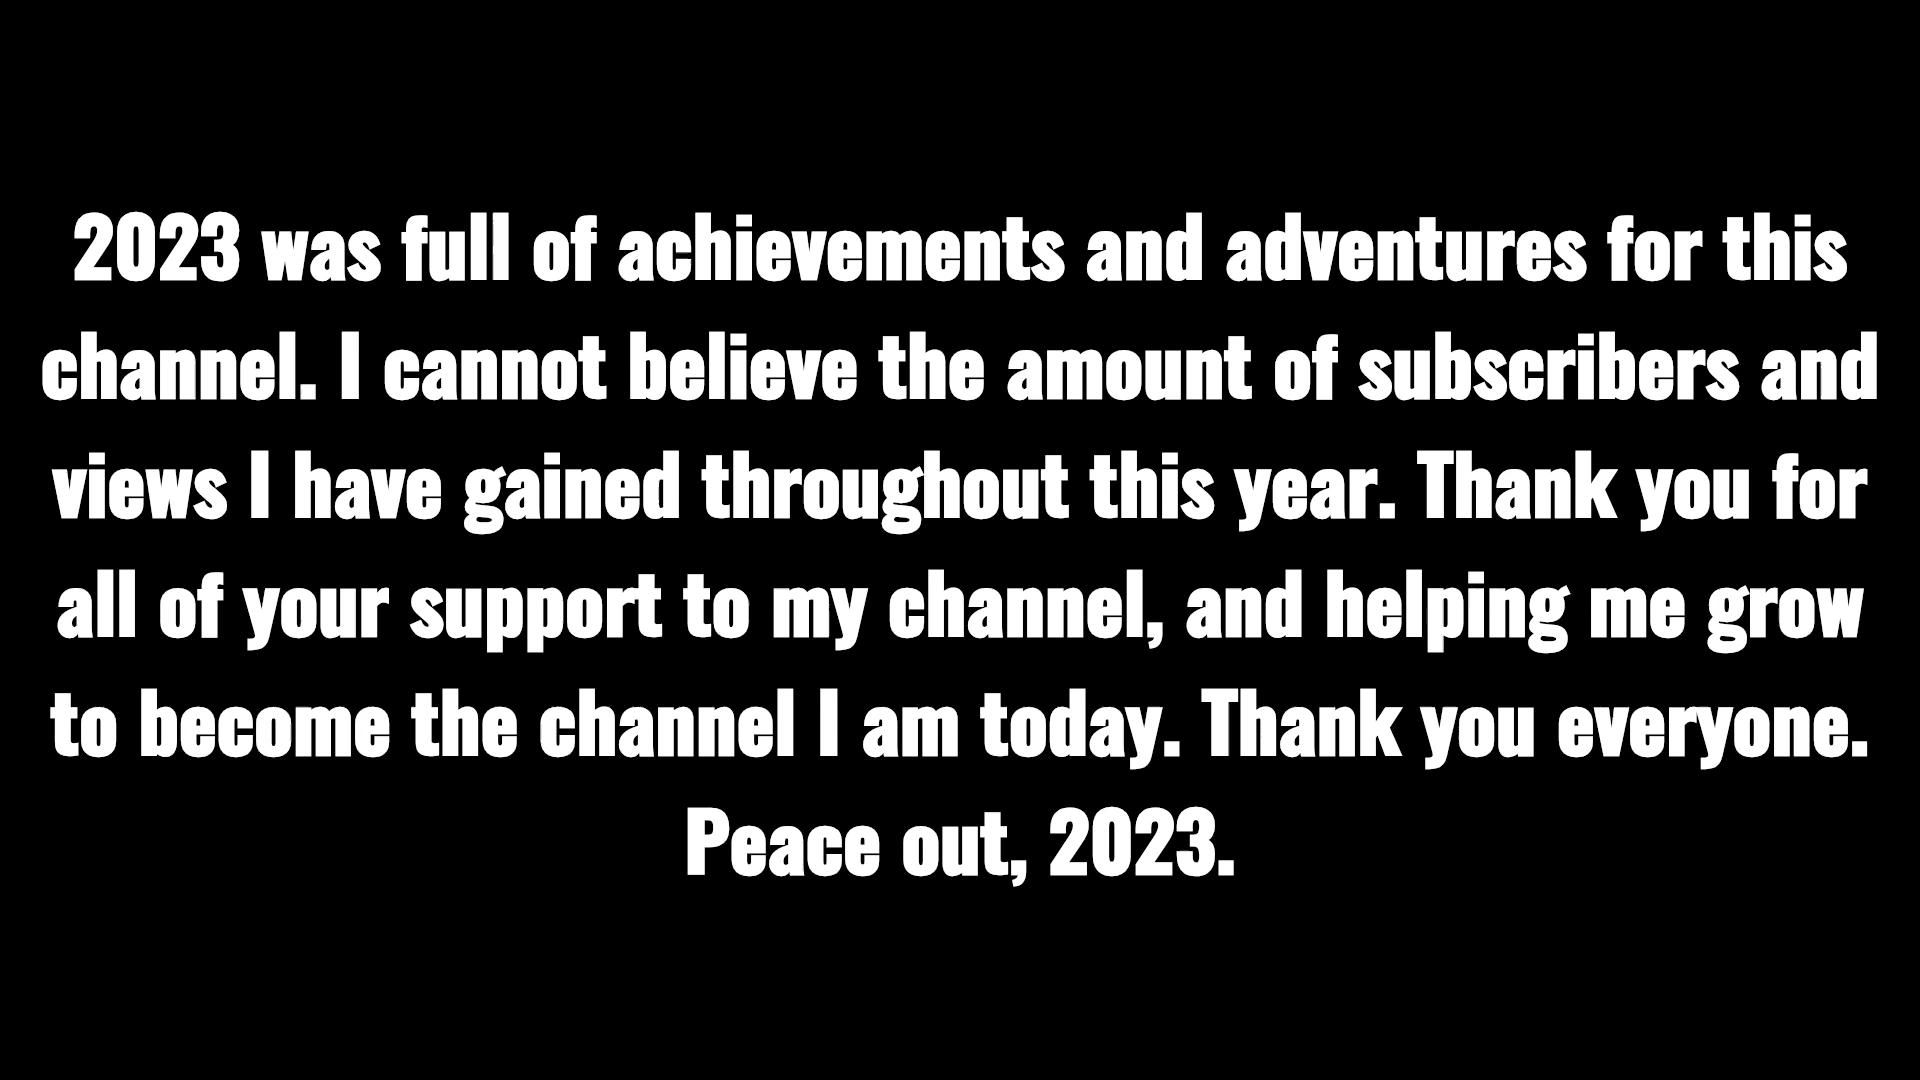 2023 was full of achievements and adventures for this
channel. I cannot believe the amount of subscribers and
views I have gained throughout this year. Thank you for
all of your support to my channel, and helping me grow
to become the channel I am today. Thank you everyone.
Peace out, 2023.